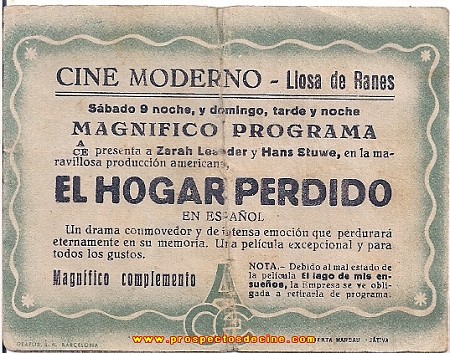 CINE MODERNO - Llosa de Ranes
Sábado 9 noche, y domingo, tarde y noche
MAGNIFICO PROGRAMA
ACE presenta a Zarah Leander y Hans Stuwe, en la ma-
ravillosa producción americana
EL HOGAR PERDIDO
EN ESPAÑOL
Un drama conmovedor y de intensa emoción que perdurará
eternamente en su memoria. Una película excepcional y para
todos los gustos.
Magnífico complemento
NOTA.- Debido al mal estado de
la película El lago de mis en-
sueños, la Empresa se ve obli-
gada a retirarla de programa.
S. A. BARCELONA
www.prospectosdecine.com
MARDAU - JÁTIVA